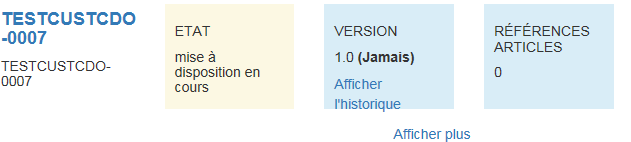 TESTCUSTCDO
-0007
TESTCUSTCDO-
0007
ETAT
mise à
disposition en
cours
VERSION
1.0 (Jamais)
Afficher
l'historique
RÉFÉRENCES
ARTICLES
0
Afficher plus